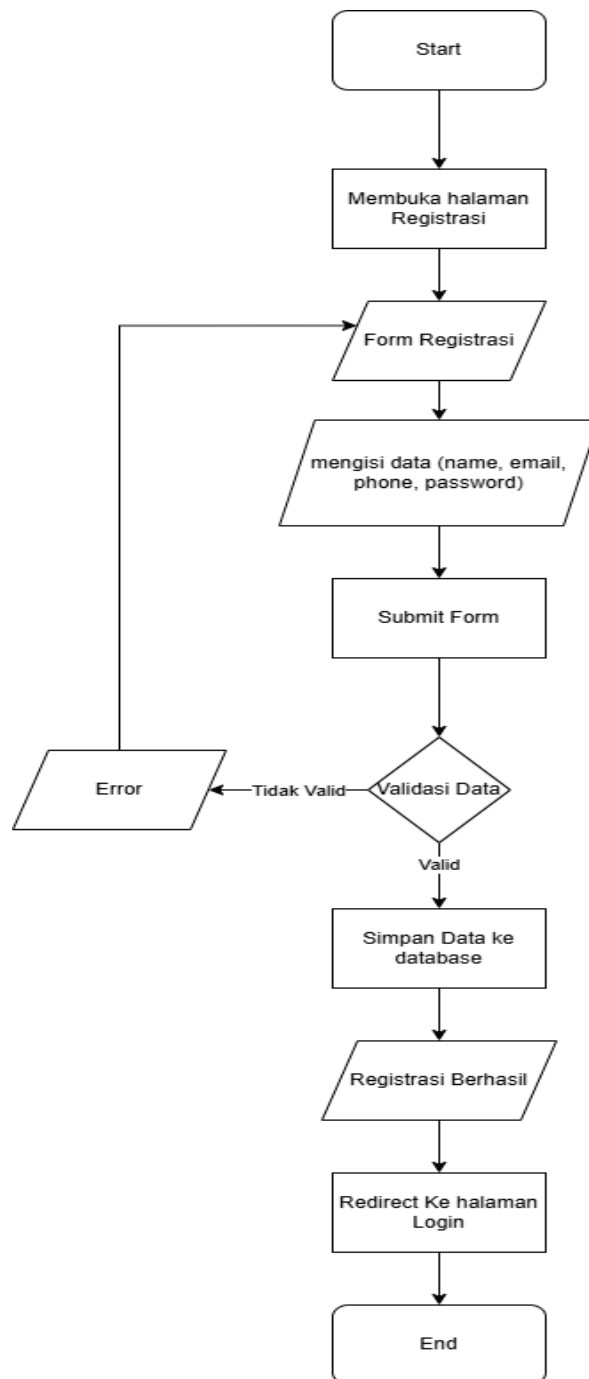 Start
Membuka halaman
Registrasi
Form Registrasi
mengisi data (name, email,
phone, password)
Submit Form
Error
Tidak Valid
Validasi Data
Valid
Simpan Data ke
database
Registrasi Berhasil
Redirect Ke halaman
Login
End